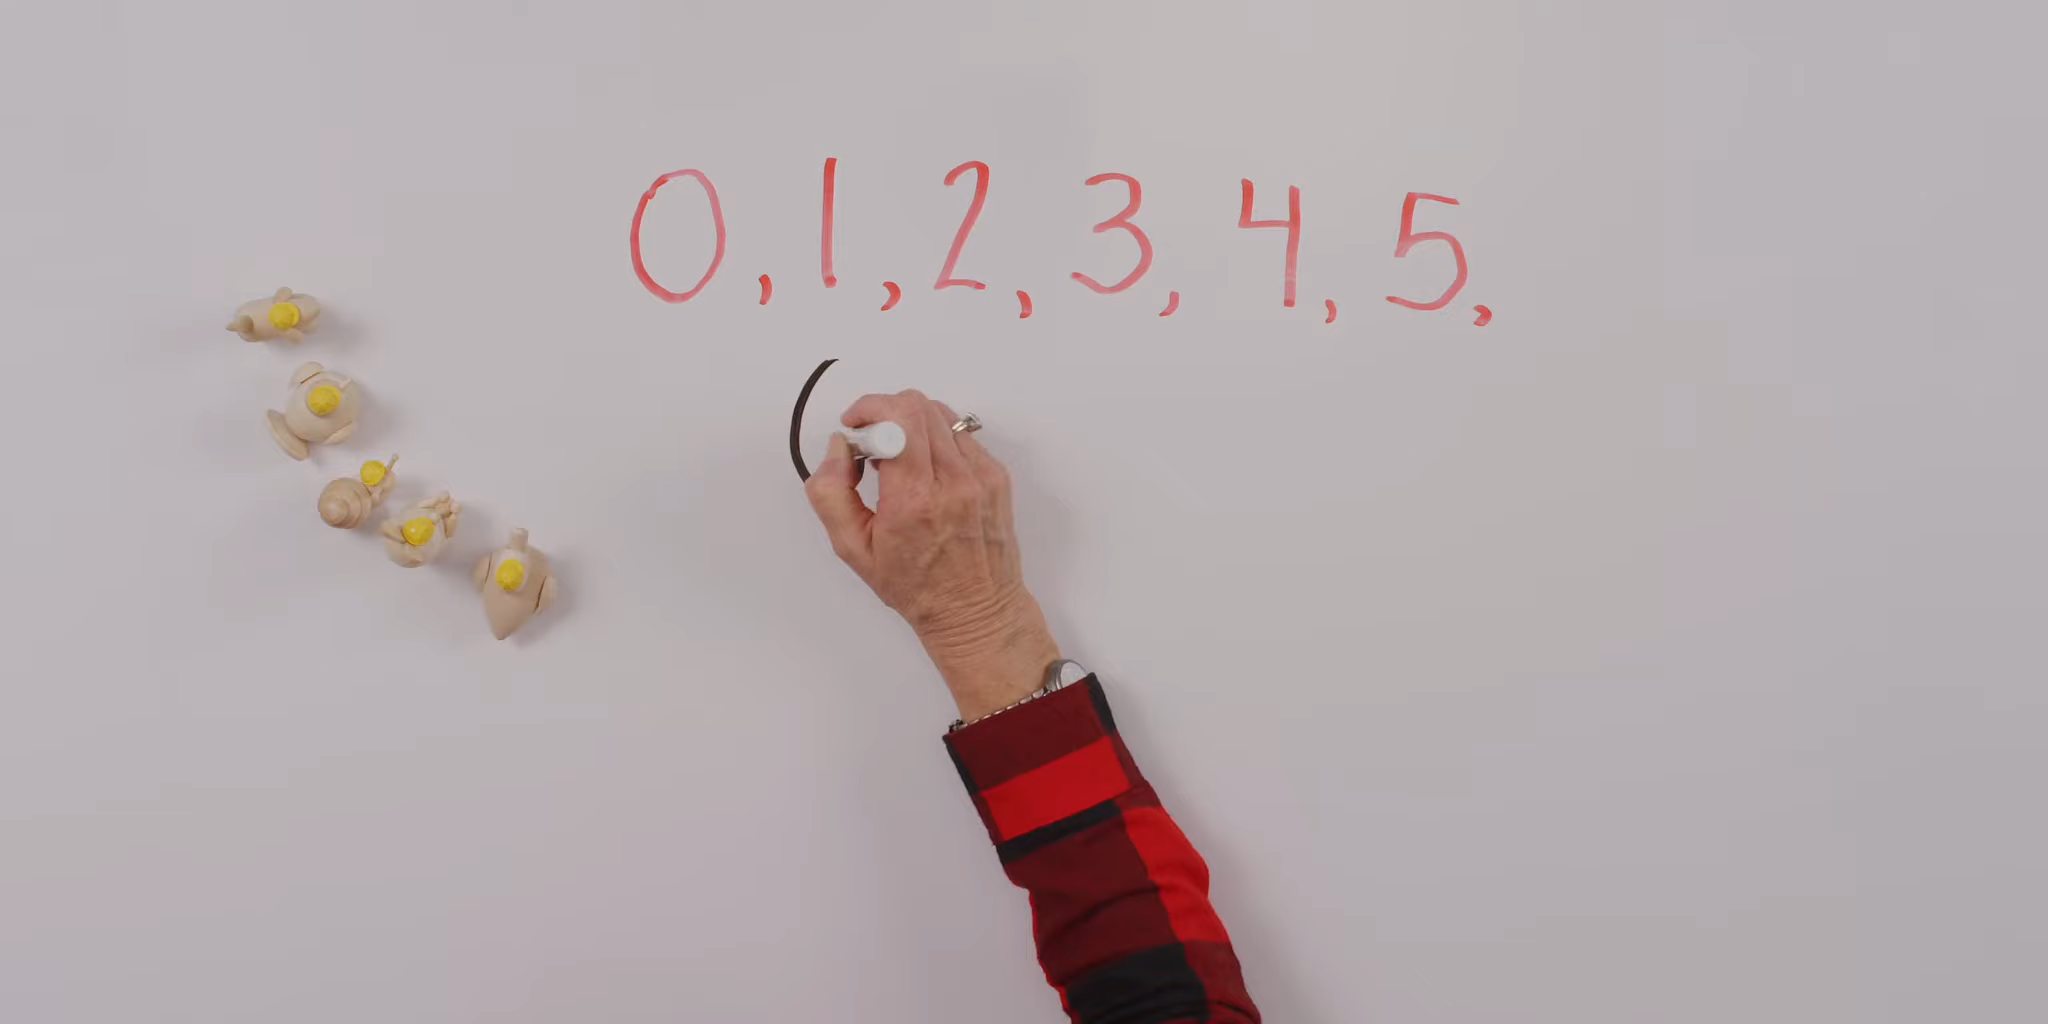 0, 1, 2, 3, 4, 5,